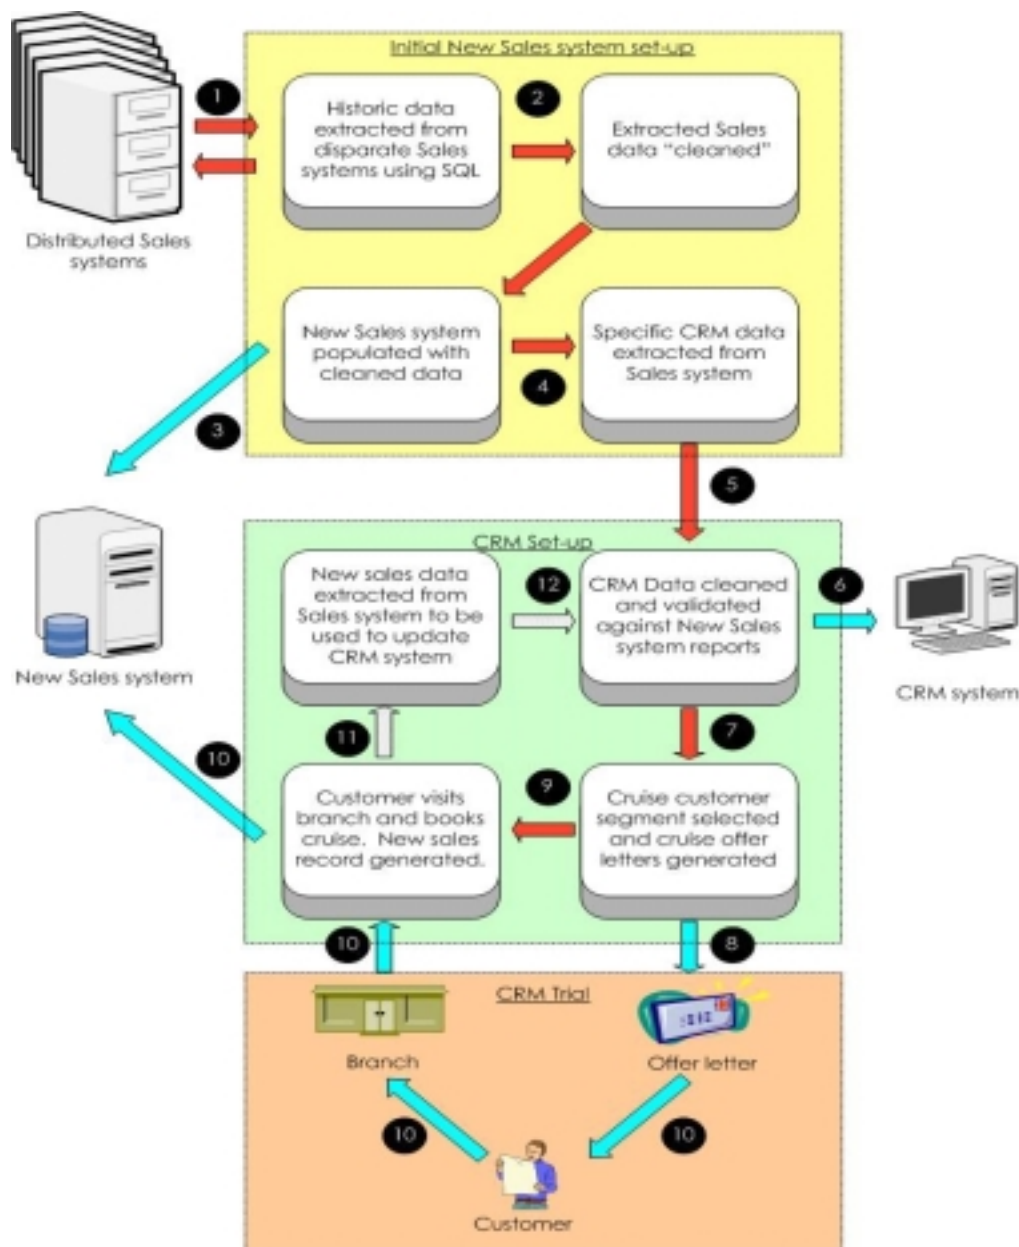 Initial New Sales system set-up
1
2
Historic data
extracted from
disparate Sales
systems using SQL
Extracted Sales
data “cleaned”
Distributed Sales
systems
New Sales system
populated with
cleaned data
Specific CRM data
extracted from
Sales system
4
3
5
CRM Set-up
New sales data
extracted from
Sales system to be
used to update
CRM system
12
CRM Data cleaned
and validated
against New Sales
system reports
6
New Sales system
CRM system
11
7
10
Customer visits
branch and books
cruise. New sales
record generated.
9
Cruise customer
segment selected
and cruise offer
letters generated
10
8
CRM Trial
Branch
Offer letter
10
10
Customer